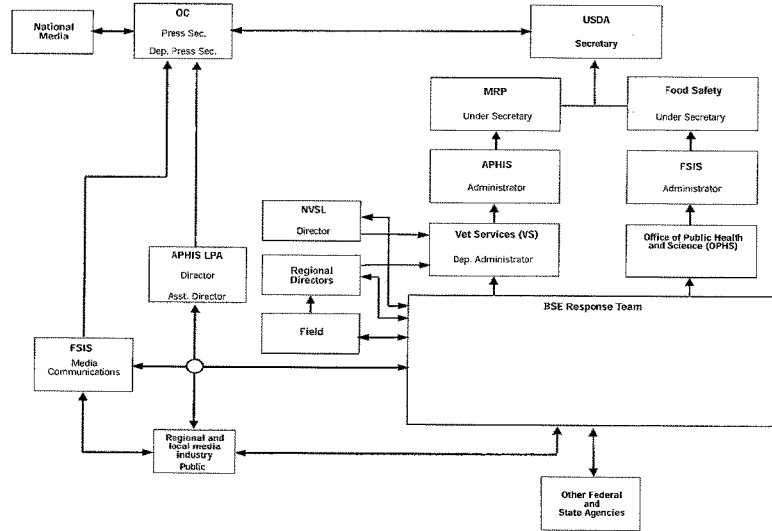 National
Media
OC
Press Sec.
Dep. Press Sec.
USDA
Secretary
MRP
Under Secretary
Food Safety
Under Secretary
APHIS
Administrator
FSIS
Administrator
NVSL
Director
Vet Services (VS)
Dep. Administrator
Office of Public Health
and Science (OPHS)
APHIS LPA
Director
Asst. Director
Regional
Directors
Field
BSE Response Team
FSIS
Media
Communications
Regional and
local media
industry
Public
Other Federal
and
State Agencies